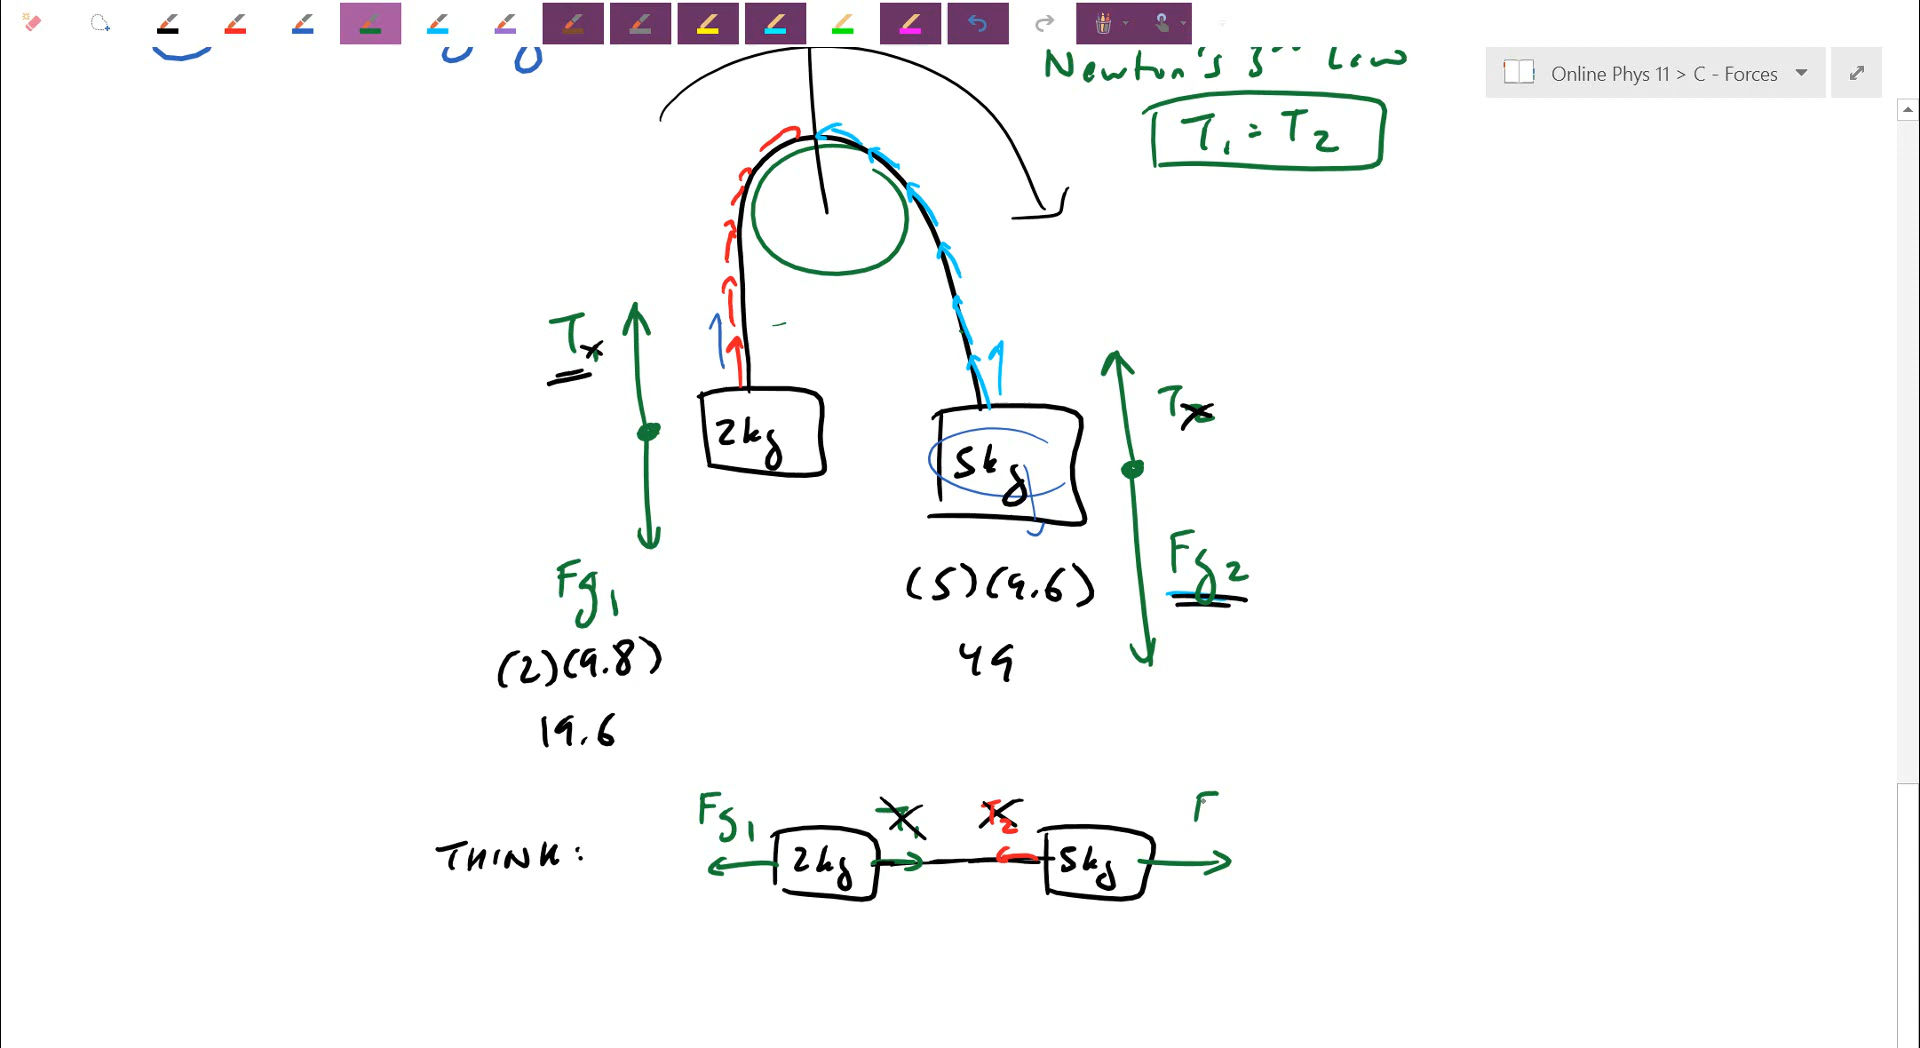 Newton's 3rd Law
Online Phys 11 > C - Forces
T1 = T2
T
2kg
T
5kg
Fg1
Fg2
(5)(9.6)
(2)(9.8)
49
19.6
Fg1
T1
T2
F
THINK:
2kg
5kg